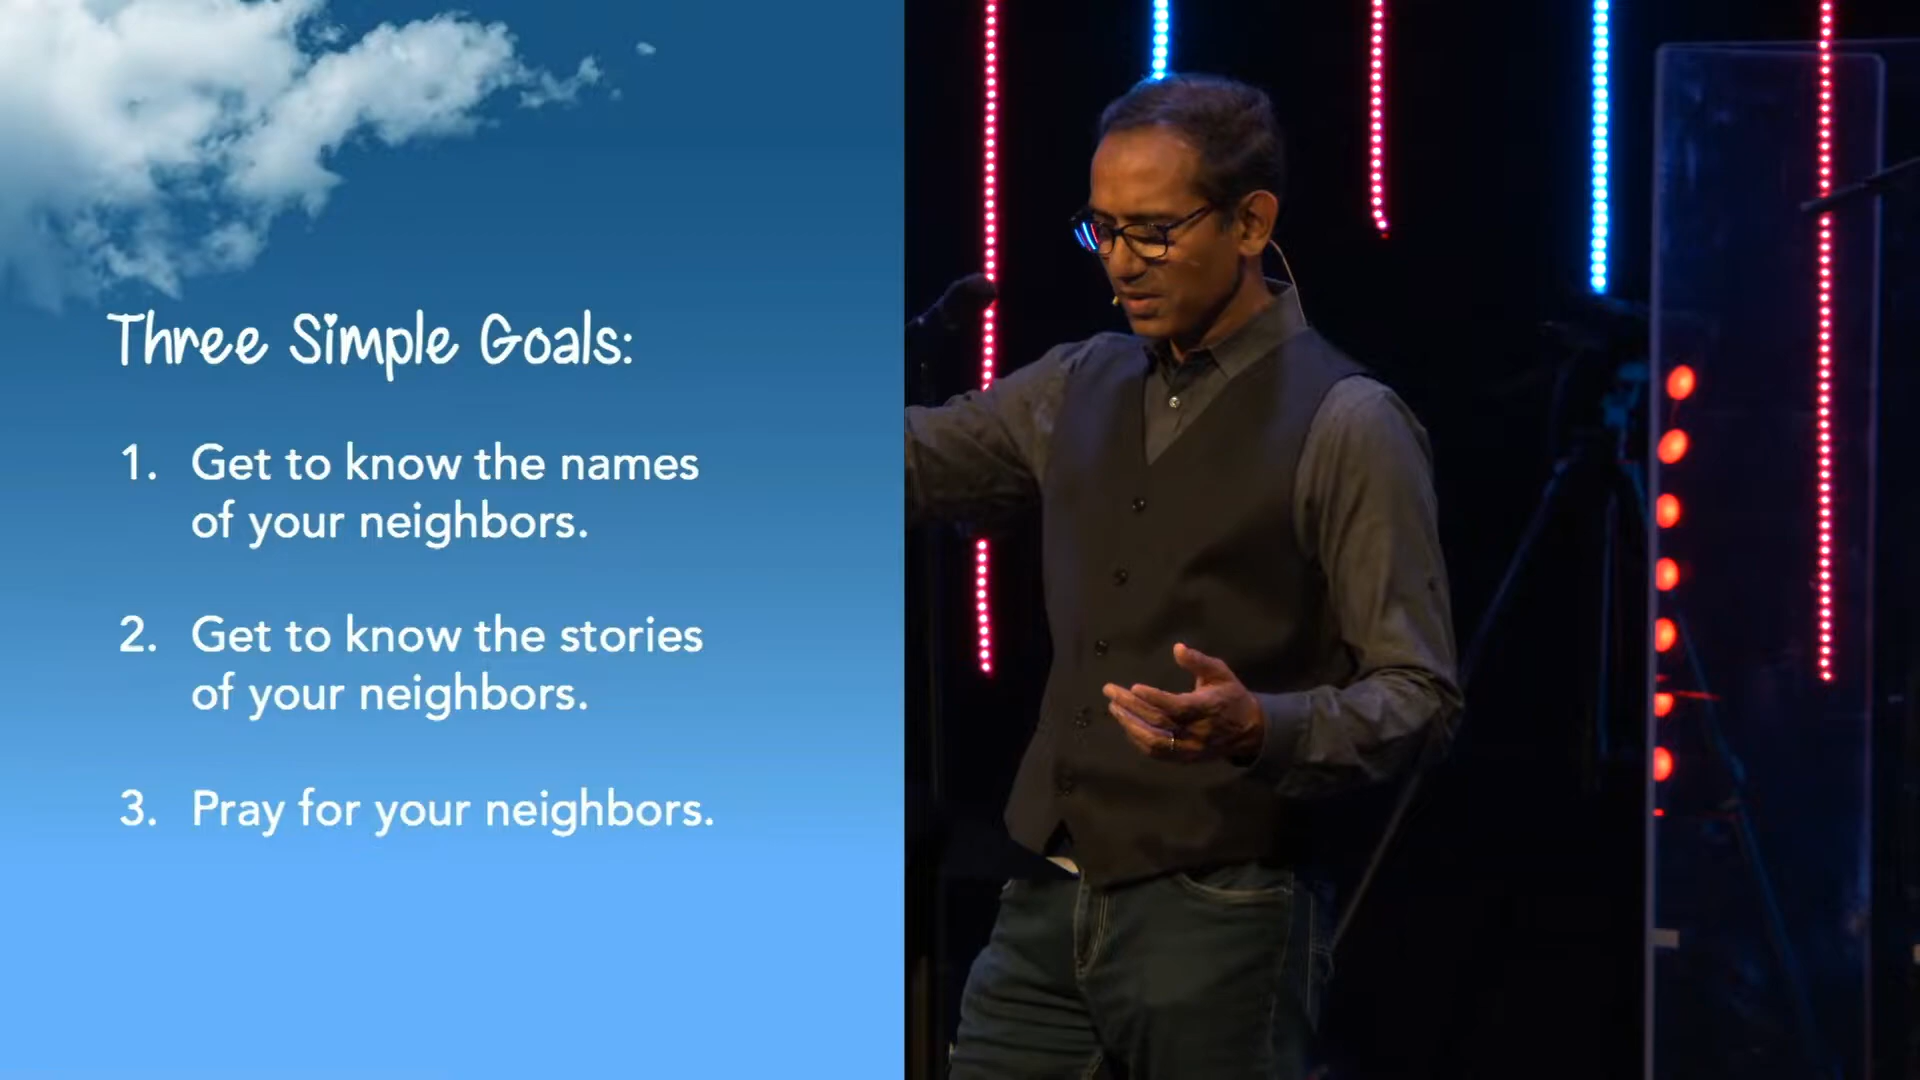 Three Simple Goals:
1. Get to know the names
of your neighbors.
2. Get to know the stories
of your neighbors.
3. Pray for your neighbors.